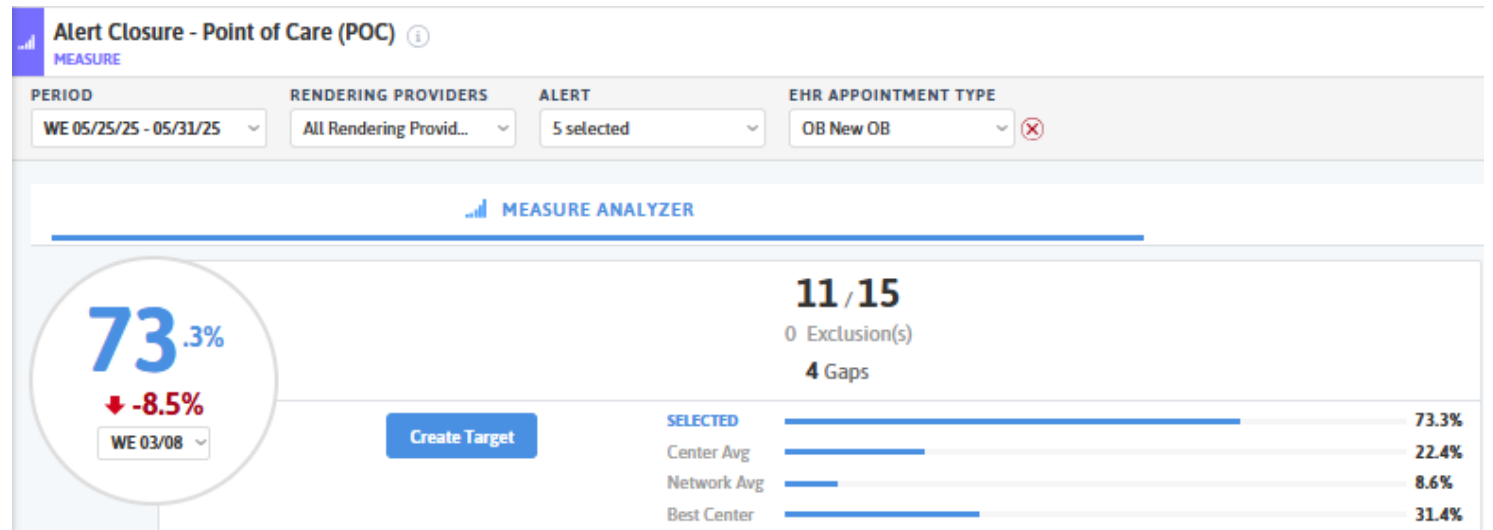 Alert Closure - Point of Care (POC)
MEASURE
PERIOD RENDERING PROVIDERS ALERT EHR APPOINTMENT TYPE
WE 05/25/25 - 05/31/25 All Rendering Provid... 5 selected OB New OB
MEASURE ANALYZER
11 / 15
0 Exclusion(s)
4 Gaps
73.3%
-8.5%
WE 03/08
Create Target
SELECTED 73.3%
Center Avg 22.4%
Network Avg 8.6%
Best Center 31.4%